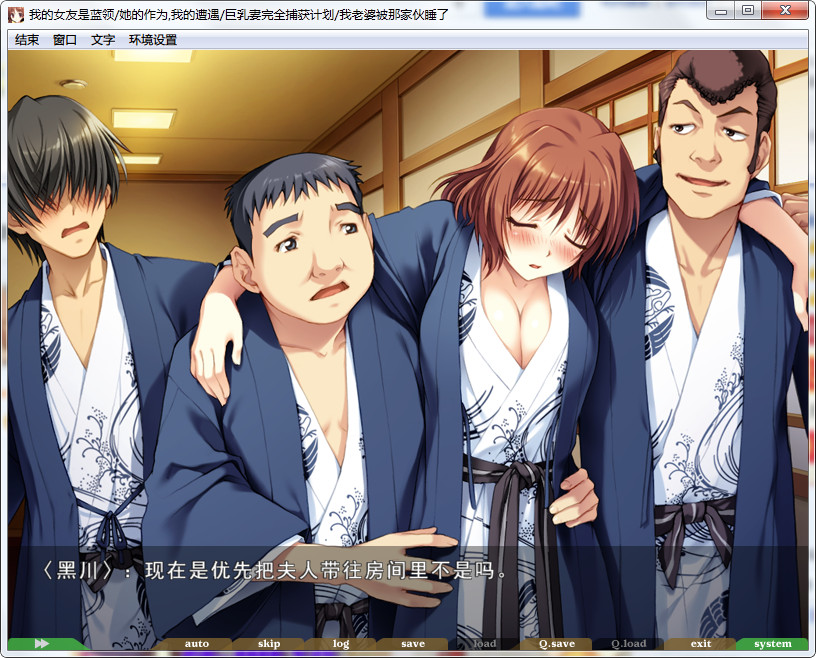 我的女友是蓝领/她的作为,我的遭遇/巨乳妻完全捕获计划/我老婆被那家伙睡了
结束 窗口 文字 环境设置
〈黑川〉：现在是优先把夫人带往房间里不是吗。
auto skip log save load Q.save Q.load exit system